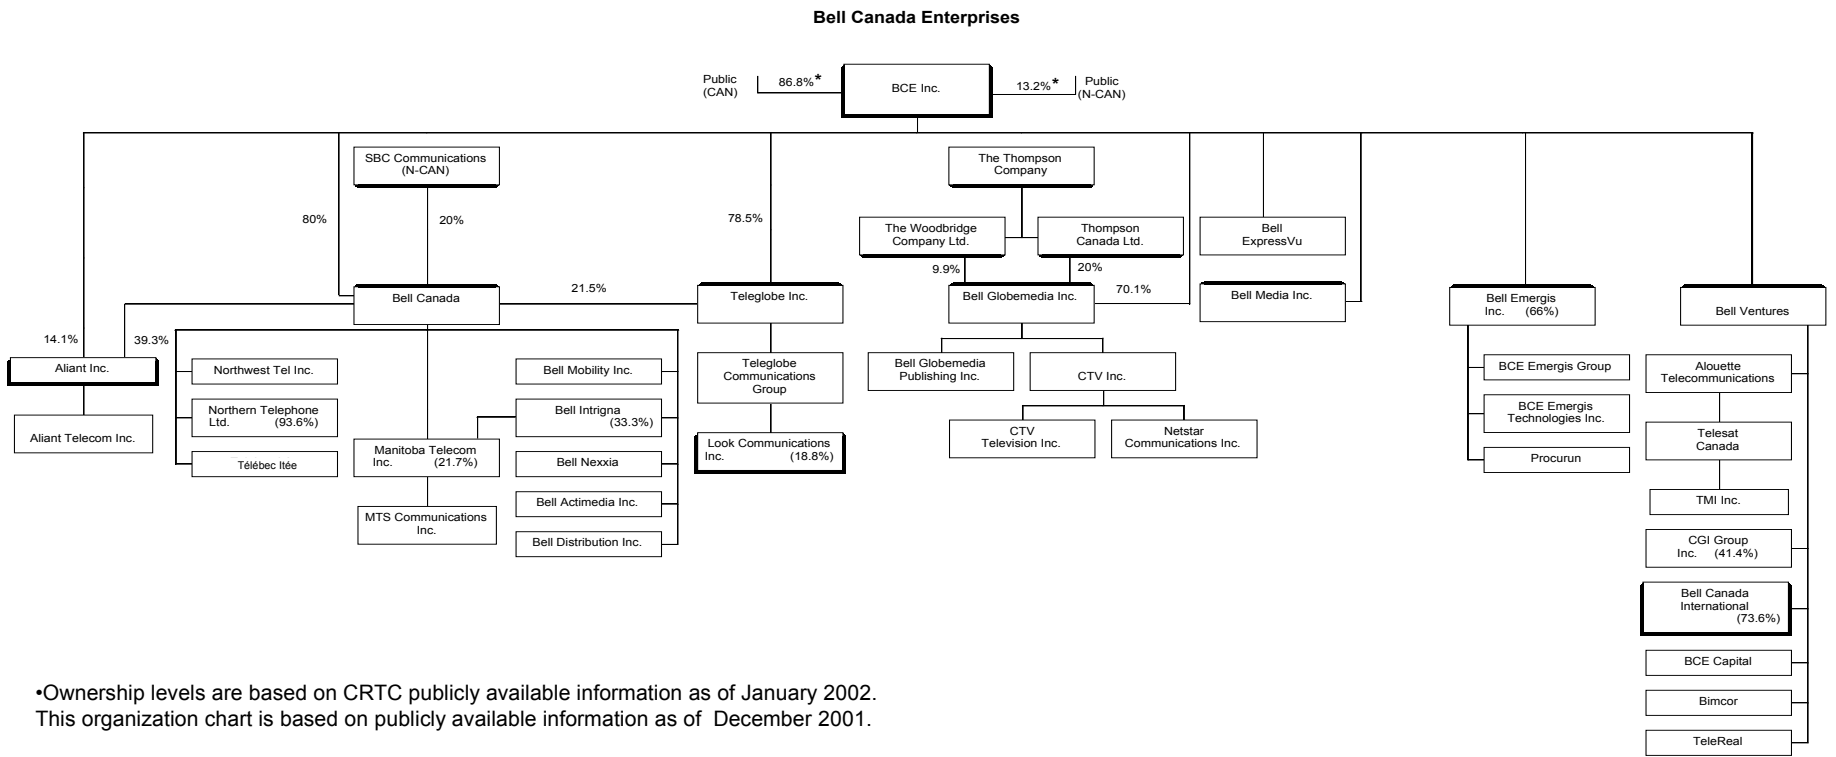 Bell Canada Enterprises
Public
(CAN)
86.8%*
BCE Inc.
13.2%*
Public
(N-CAN)
SBC Communications
(N-CAN)
The Thompson
Company
80%
20%
78.5%
The Woodbridge
Company Ltd.
Thompson
Canada Ltd.
Bell
ExpressVu
9.9%
20%
Bell Canada
21.5%
Teleglobe Inc.
Bell Globemedia Inc.
70.1%
Bell Media Inc.
Bell Emergis
Inc. (66%)
Bell Ventures
14.1%
39.3%
Aliant Inc.
Aliant Telecom Inc.
Northwest Tel Inc.
Northern Telephone
Ltd. (93.6%)
Télébec ltée
Manitoba Telecom
Inc. (21.7%)
MTS Communications
Inc.
Bell Mobility Inc.
Bell Intrigna
(33.3%)
Bell Nexxia
Bell Actimedia Inc.
Bell Distribution Inc.
Teleglobe
Communications
Group
Look Communications
Inc. (18.8%)
Bell Globemedia
Publishing Inc.
CTV Inc.
CTV
Television Inc.
Netstar
Communications Inc.
BCE Emergis Group
BCE Emergis
Technologies Inc.
Procurun
Alouette
Telecommunications
Telesat
Canada
TMI Inc.
CGI Group
Inc. (41.4%)
Bell Canada
International
(73.6%)
BCE Capital
Bimcor
TeleReal
•Ownership levels are based on CRTC publicly available information as of January 2002.
This organization chart is based on publicly available information as of December 2001.